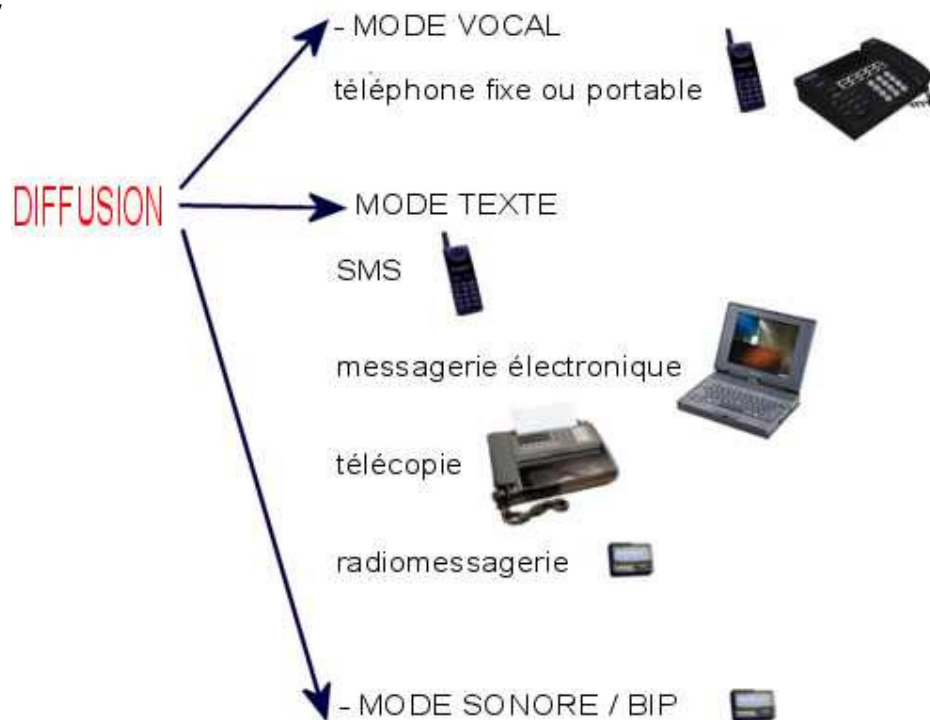 - MODE VOCAL
téléphone fixe ou portable
DIFFUSION
- MODE TEXTE
SMS
messagerie électronique
télécopie
radiomessagerie
- MODE SONORE / BIP